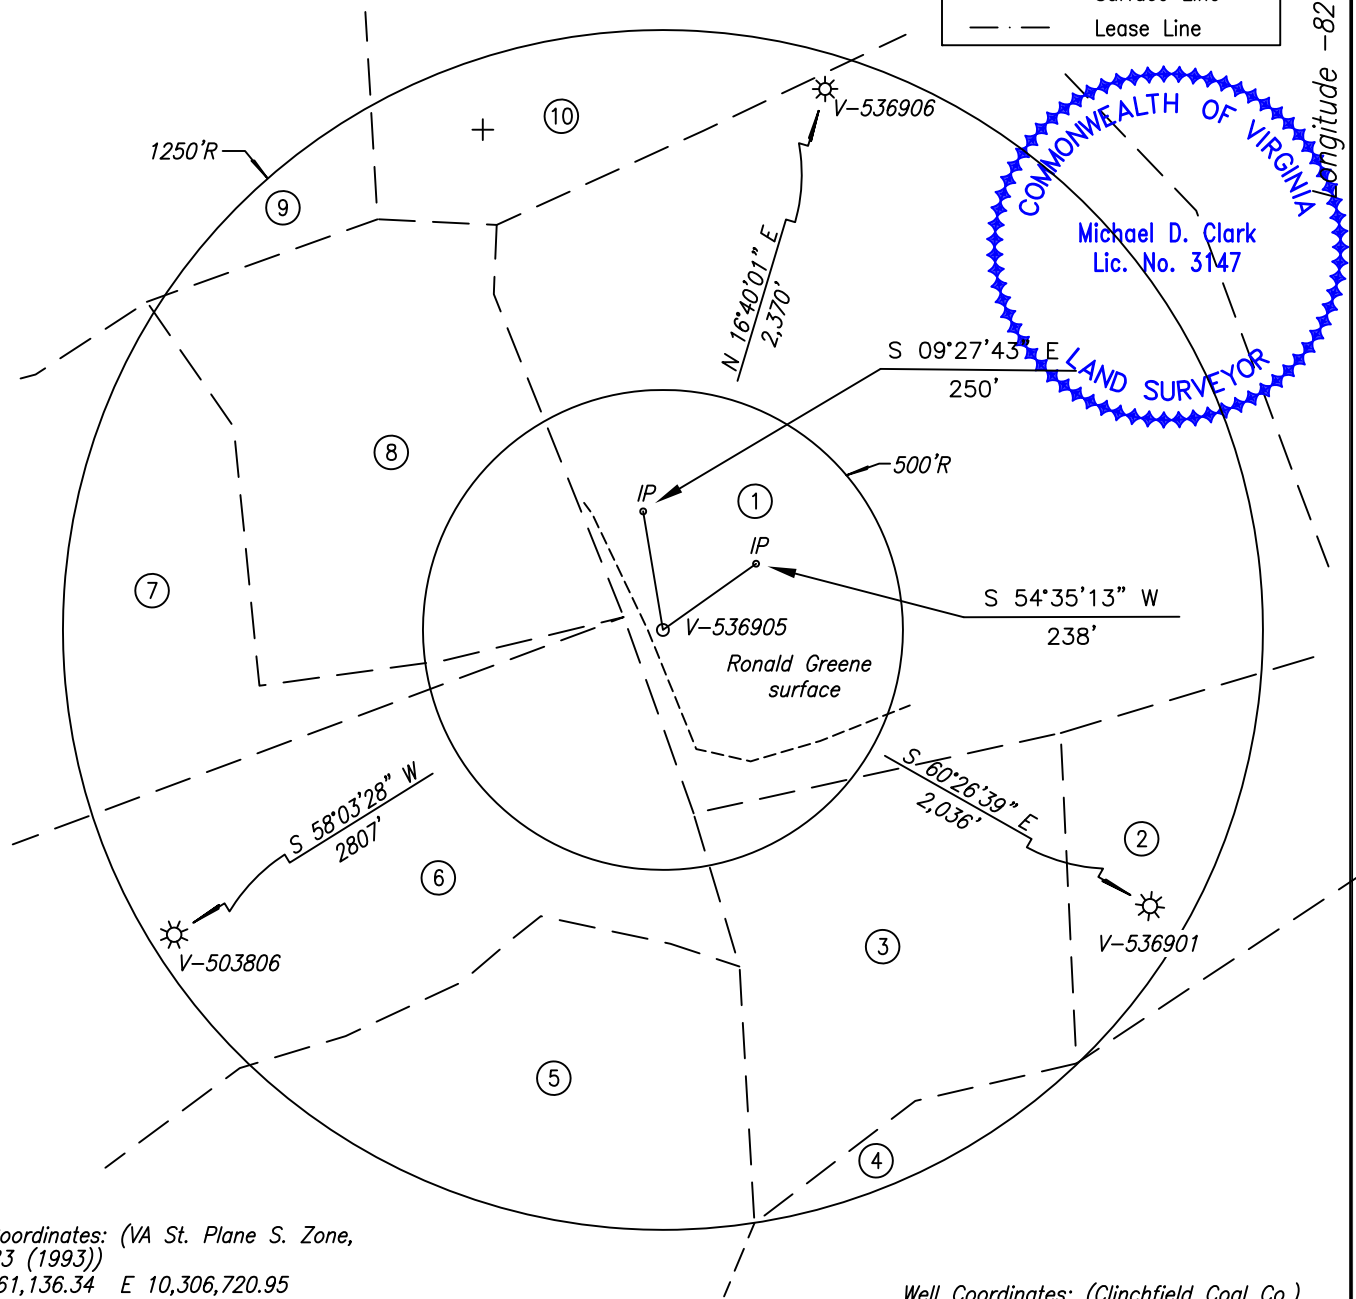 Lease Line
Longitude -82
COMMONWEALTH OF VIRGINIA
Michael D. Clark
Lic. No. 3147
LAND SURVEYOR
10
V-536906
1250'R
9
N 16°40'01" E
2,370'
S 09°27'43" E
250'
8
500'R
IP
1
IP
7
S 54°35'13" W
238'
V-536905
Ronald Greene
surface
S 60°26'39" E
2,036'
S 58°03'28" W
2807'
2
6
V-536901
3
V-503806
5
4
oordinates: (VA St. Plane S. Zone,
83 (1993))
61,136.34 E 10,306,720.95
Well Coordinates: (Clinchfield Coal Co.)